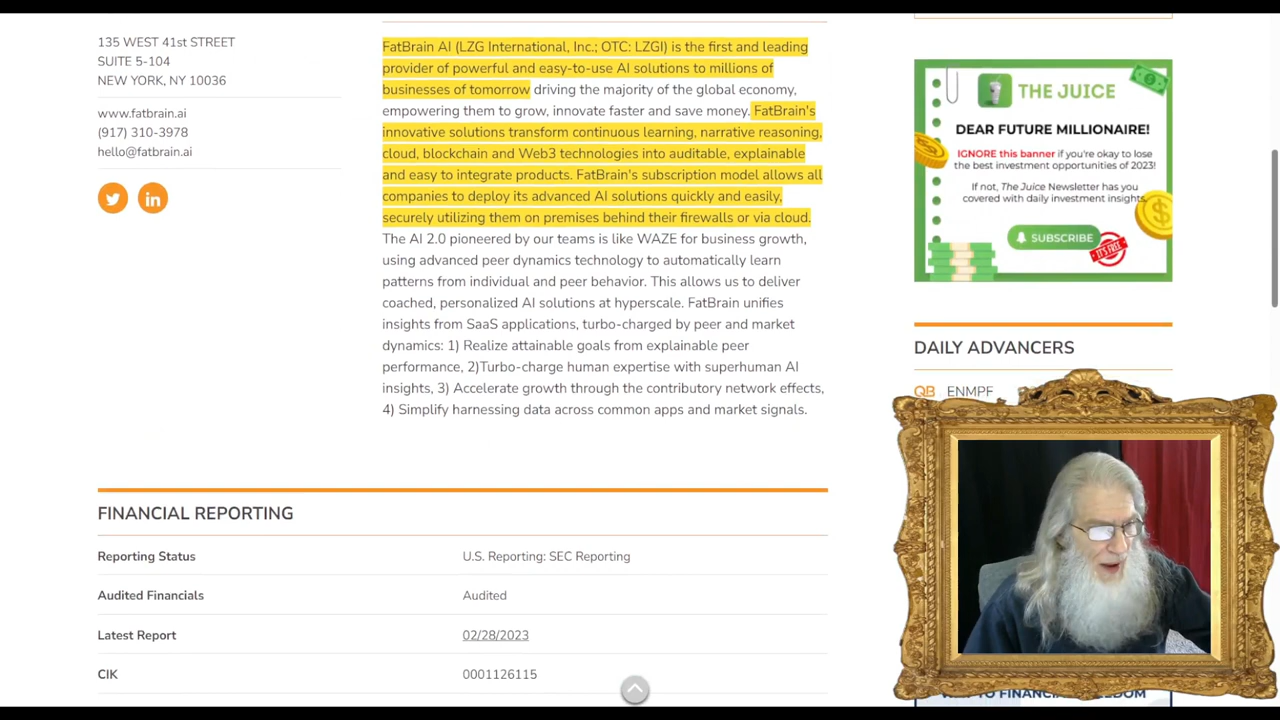 135 WEST 41st STREET
SUITE 5-104
NEW YORK, NY 10036
www.fatbrain.ai
(917) 310-3978
hello@fatbrain.ai
FatBrain AI (LZG International, Inc.; OTC: LZGI) is the first and leading
provider of powerful and easy-to-use AI solutions to millions of
businesses of tomorrow driving the majority of the global economy,
empowering them to grow, innovate faster and save money. FatBrain's
innovative solutions transform continuous learning, narrative reasoning,
cloud, blockchain and Web3 technologies into auditable, explainable
and easy to integrate products. FatBrain's subscription model allows all
companies to deploy its advanced AI solutions quickly and easily,
securely utilizing them on premises behind their firewalls or via cloud.
The AI 2.0 pioneered by our teams is like WAZE for business growth,
using advanced peer dynamics technology to automatically learn
patterns from individual and peer behavior. This allows us to deliver
coached, personalized AI solutions at hyperscale. FatBrain unifies
insights from SaaS applications, turbo-charged by peer and market
dynamics: 1) Realize attainable goals from explainable peer
performance, 2)Turbo-charge human expertise with superhuman AI
insights, 3) Accelerate growth through the contributory network effects,
4) Simplify harnessing data across common apps and market signals.
FINANCIAL REPORTING
Reporting Status U.S. Reporting: SEC Reporting
Audited Financials Audited
Latest Report 02/28/2023
CIK 0001126115
THE JUICE
DEAR FUTURE MILLIONAIRE!
IGNORE this banner if you're okay to lose
the best investment opportunities of 2023!
If not, The Juice Newsletter has you
covered with daily investment insights.
SUBSCRIBE
IT'S FREE
DAILY ADVANCERS
QB ENMPF
TO FINANCIAL FREEDOM